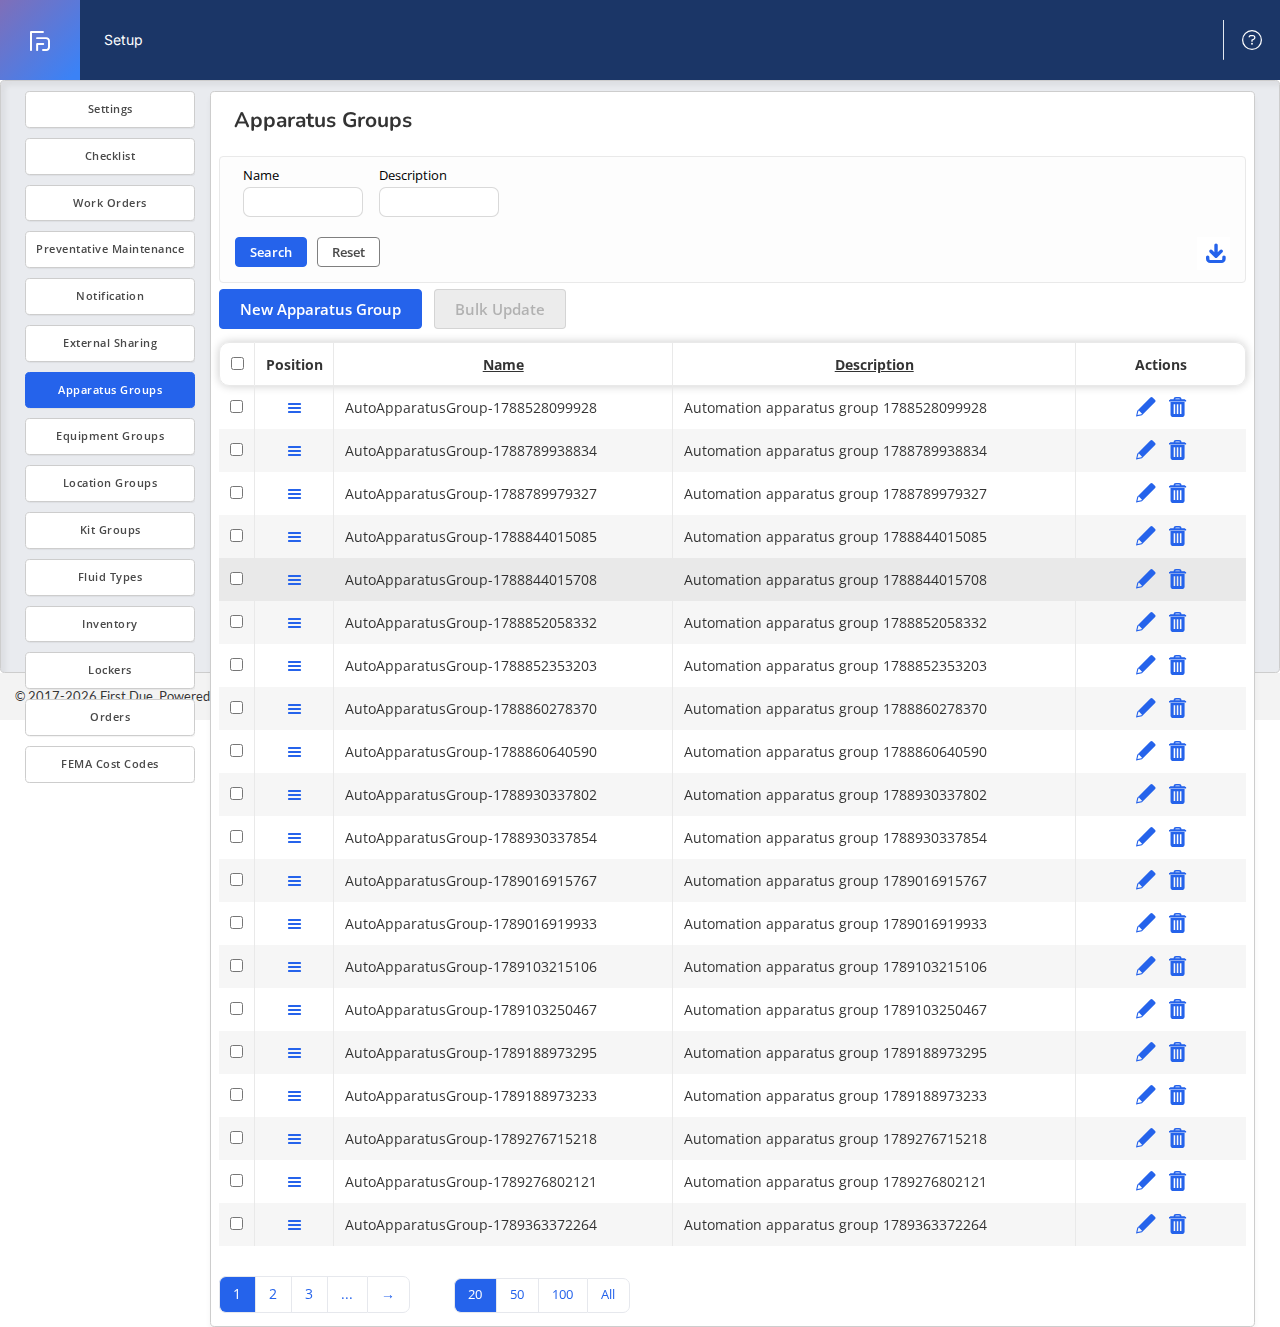 Setup
Settings
Checklist
Work Orders
Preventative Maintenance
Notification
External Sharing
Apparatus Groups
Equipment Groups
Location Groups
Kit Groups
Fluid Types
Inventory
Lockers
© 2017-2026 First Due. Powered
Orders
FEMA Cost Codes
Apparatus Groups
Name Description
Search Reset
New Apparatus Group Bulk Update
Position Name Description Actions
AutoApparatusGroup-1788528099928 Automation apparatus group 1788528099928
AutoApparatusGroup-1788789938834 Automation apparatus group 1788789938834
AutoApparatusGroup-1788789979327 Automation apparatus group 1788789979327
AutoApparatusGroup-1788844015085 Automation apparatus group 1788844015085
AutoApparatusGroup-1788844015708 Automation apparatus group 1788844015708
AutoApparatusGroup-1788852058332 Automation apparatus group 1788852058332
AutoApparatusGroup-1788852353203 Automation apparatus group 1788852353203
AutoApparatusGroup-1788860278370 Automation apparatus group 1788860278370
AutoApparatusGroup-1788860640590 Automation apparatus group 1788860640590
AutoApparatusGroup-1788930337802 Automation apparatus group 1788930337802
AutoApparatusGroup-1788930337854 Automation apparatus group 1788930337854
AutoApparatusGroup-1789016915767 Automation apparatus group 1789016915767
AutoApparatusGroup-1789016919933 Automation apparatus group 1789016919933
AutoApparatusGroup-1789103215106 Automation apparatus group 1789103215106
AutoApparatusGroup-1789103250467 Automation apparatus group 1789103250467
AutoApparatusGroup-1789188973295 Automation apparatus group 1789188973295
AutoApparatusGroup-1789188973233 Automation apparatus group 1789188973233
AutoApparatusGroup-1789276715218 Automation apparatus group 1789276715218
AutoApparatusGroup-1789276802121 Automation apparatus group 1789276802121
AutoApparatusGroup-1789363372264 Automation apparatus group 1789363372264
1 2 3 ... → 20 50 100 All